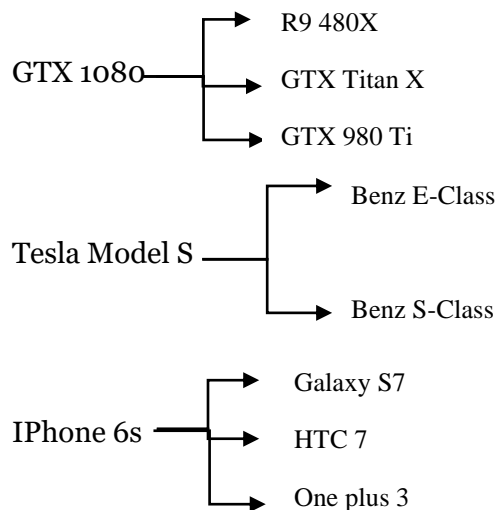 R9 480X
GTX 1080
GTX Titan X
GTX 980 Ti
Benz E-Class
Tesla Model S
Benz S-Class
Galaxy S7
IPhone 6s
HTC 7
One plus 3